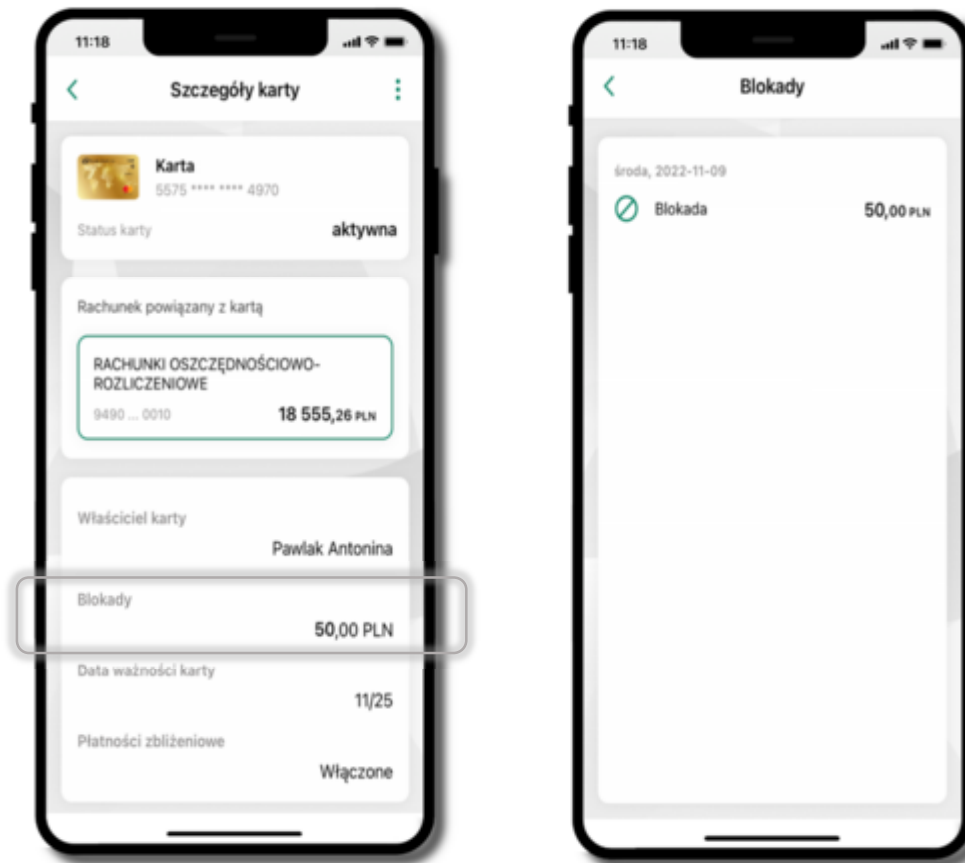 11:18
Szczegóły karty
Karta
5575 **** **** 4970
Status karty aktywna
Rachunek powiązany z kartą
RACHUNKI OSZCZĘDNOŚCIOWO-
ROZLICZENIOWE
9490 ... 0010 18 555,26 PLN
Właściciel karty
Pawlak Antonina
Blokady
50,00 PLN
Data ważności karty
11/25
Płatności zbliżeniowe
Włączone
11:18
Blokady
środa, 2022-11-09
Blokada 50,00 PLN